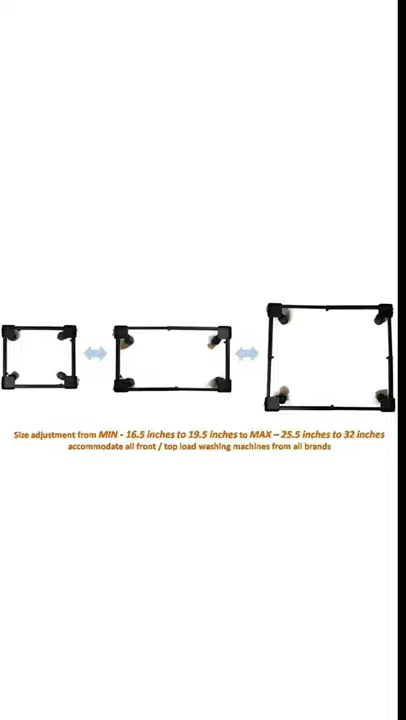 Size adjustment from MIN - 16.5 inches to 19.5 inches to MAX – 25.5 inches to 32 inches
accommodate all front / top load washing machines from all brands